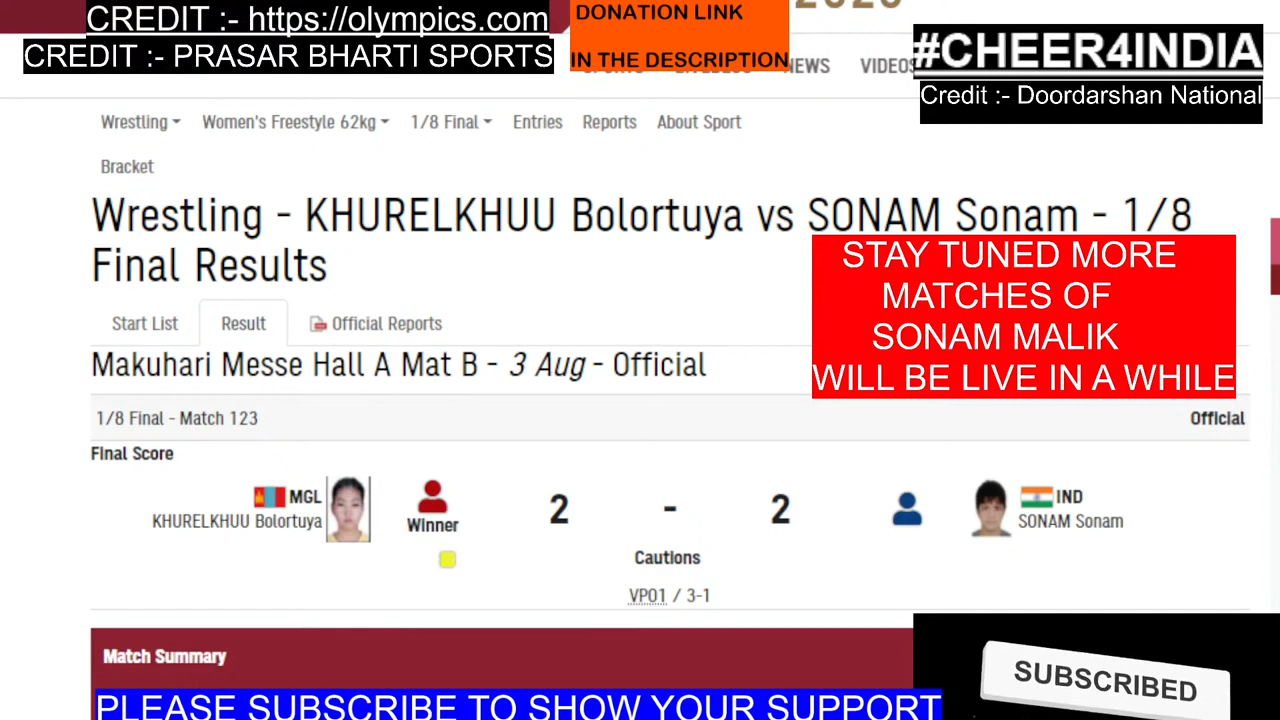 CREDIT :- https://olympics.com
CREDIT :- PRASAR BHARTI SPORTS
DONATION LINK
IN THE DESCRIPTION
NEWS
VIDEOS
#CHEER4INDIA
Credit :- Doordarshan National
Wrestling Women's Freestyle 62kg 1/8 Final Entries Reports About Sport
Bracket
Wrestling - KHURELKHUU Bolortuya vs SONAM Sonam - 1/8
Final Results
STAY TUNED MORE
MATCHES OF
SONAM MALIK
WILL BE LIVE IN A WHILE
Start List Result Official Reports
Makuhari Messe Hall A Mat B - 3 Aug - Official
1/8 Final - Match 123 Official
Final Score
MGL
KHURELKHUU Bolortuya
Winner
2 - 2
IND
SONAM Sonam
Cautions
VPO1 / 3-1
Match Summary
SUBSCRIBED
PLEASE SUBSCRIBE TO SHOW YOUR SUPPORT